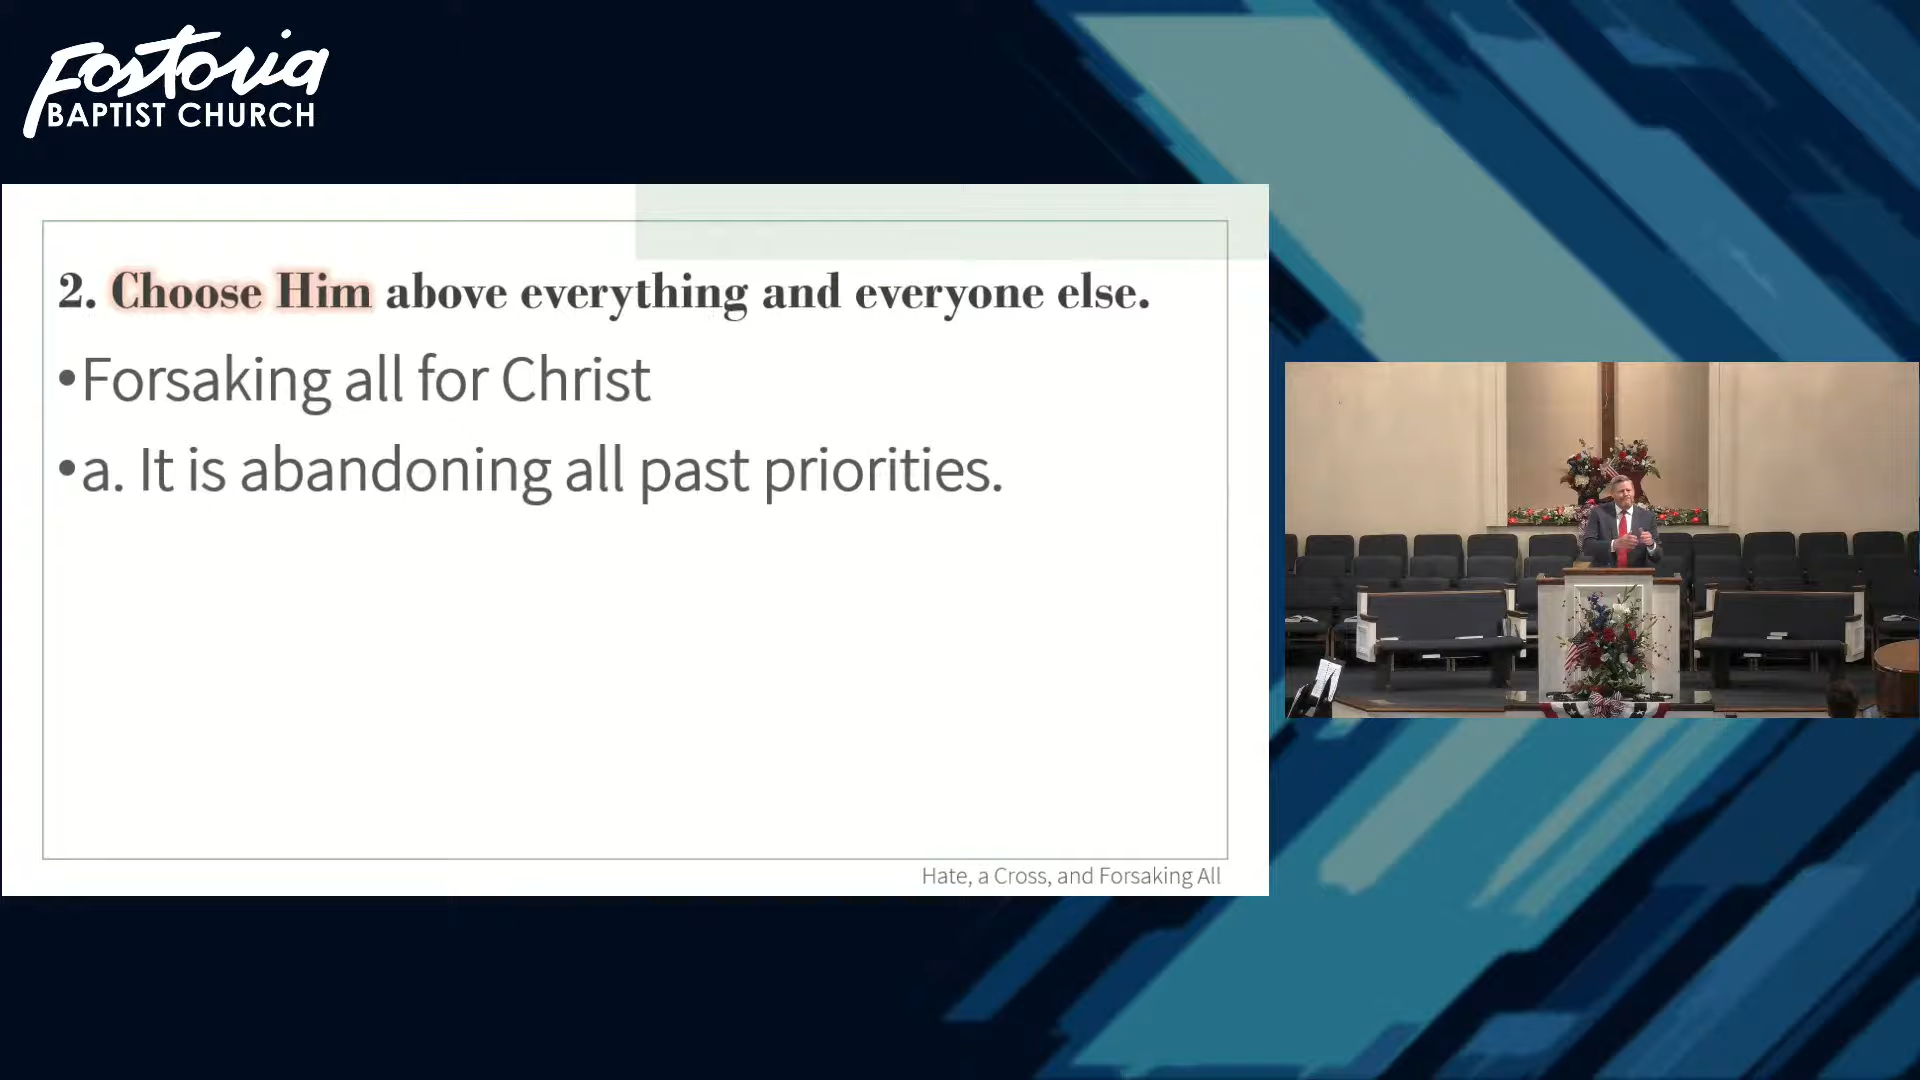 Fostoria
BAPTIST CHURCH
2. Choose Him above everything and everyone else.
•Forsaking all for Christ
•a. It is abandoning all past priorities.
Hate, a Cross, and Forsaking All